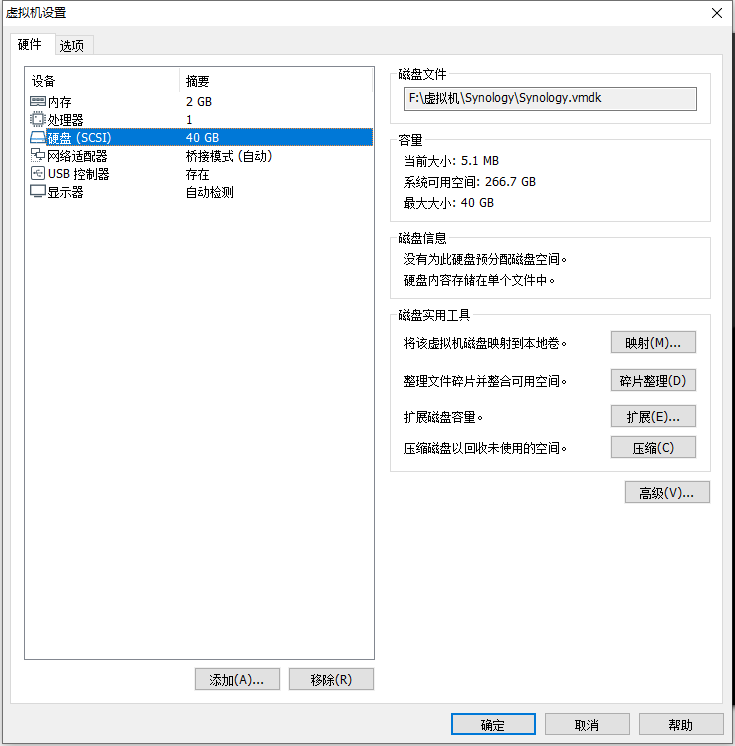 虚拟机设置
硬件 选项
设备 摘要
内存 2 GB
处理器 1
硬盘 (SCSI) 40 GB
网络适配器 桥接模式 (自动)
USB 控制器 存在
显示器 自动检测
添加(A)... 移除(R)
磁盘文件
F:\虚拟机\Synology\Synology.vmdk
容量
当前大小: 5.1 MB
系统可用空间: 266.7 GB
最大大小: 40 GB
磁盘信息
没有为此硬盘预分配磁盘空间。
硬盘内容存储在单个文件中。
磁盘实用工具
将该虚拟机磁盘映射到本地卷。 映射(M)...
整理文件碎片并整合可用空间。 碎片整理(D)
扩展磁盘容量。 扩展(E)...
压缩磁盘以回收未使用的空间。 压缩(C)
高级(V)...
确定 取消 帮助